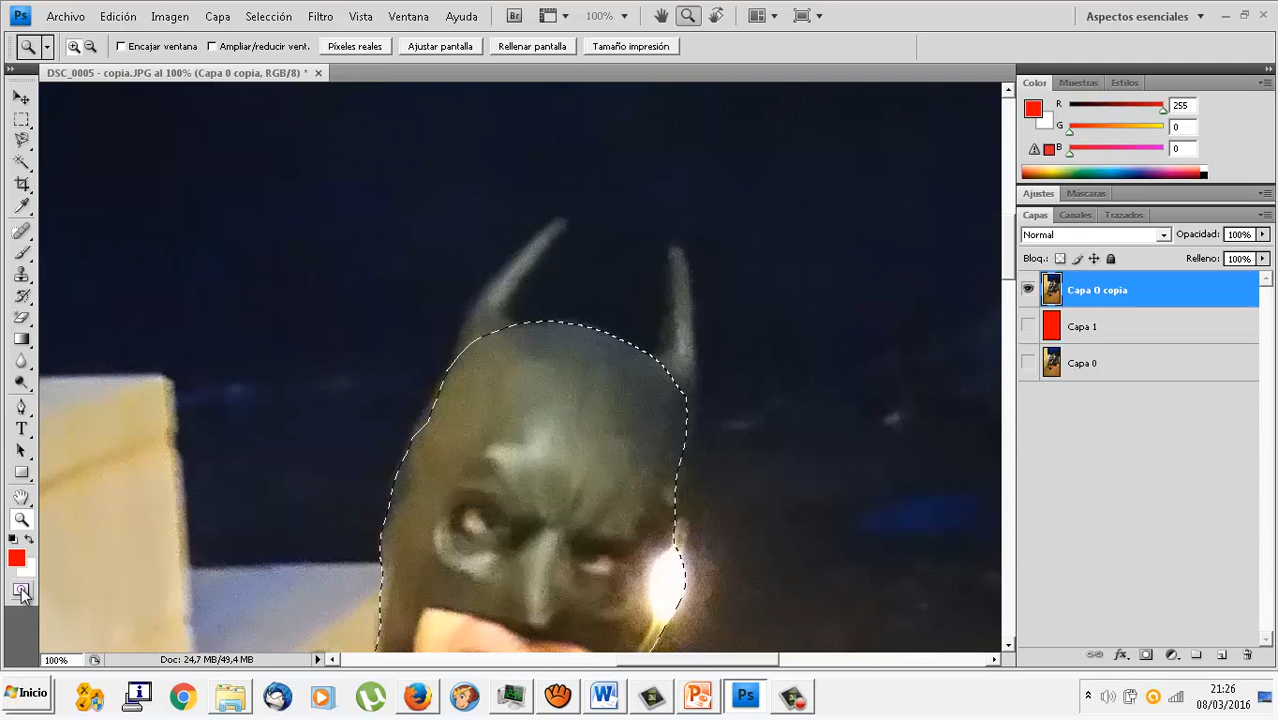 Ps Archivo Edición Imagen Capa Selección Filtro Vista Ventana Ayuda Br 100% Aspectos esenciales
Encajar ventana Ampliar/reducir vent. Píxeles reales Ajustar pantalla Rellenar pantalla Tamaño impresión
DSC_0005 - copia.JPG al 100% (Capa 0 copia, RGB/8) *
Color Muestras Estilos
R 255
G 0
B 0
Ajustes Máscaras
Capas Canales Trazados
Normal Opacidad: 100%
Bloq.: Relleno: 100%
Capa 0 copia
Capa 1
Capa 0
T
100% Doc: 24,7 MB/49,4 MB
fx
Inicio W P Ps
21:26
08/03/2016